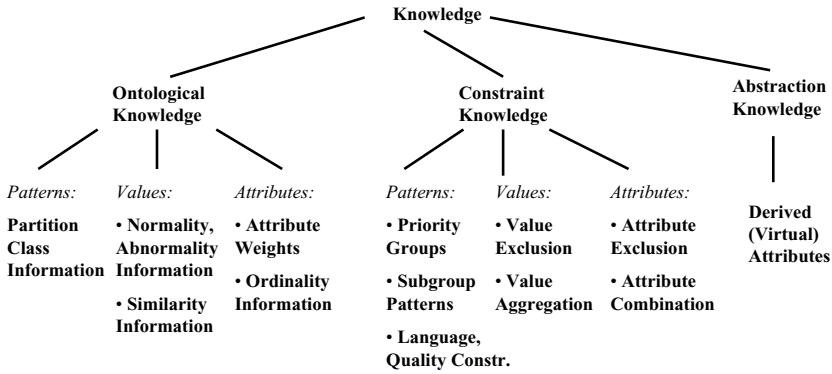 Knowledge
Ontological
Knowledge
Constraint
Knowledge
Abstraction
Knowledge
Patterns:
Partition
Class
Information
Values:
• Normality,
Abnormality
Information
• Similarity
Information
Attributes:
• Attribute
Weights
• Ordinality
Information
Patterns:
• Priority
Groups
• Subgroup
Patterns
• Language,
Quality Constr.
Values:
• Value
Exclusion
• Value
Aggregation
Attributes:
• Attribute
Exclusion
• Attribute
Combination
Derived
(Virtual)
Attributes